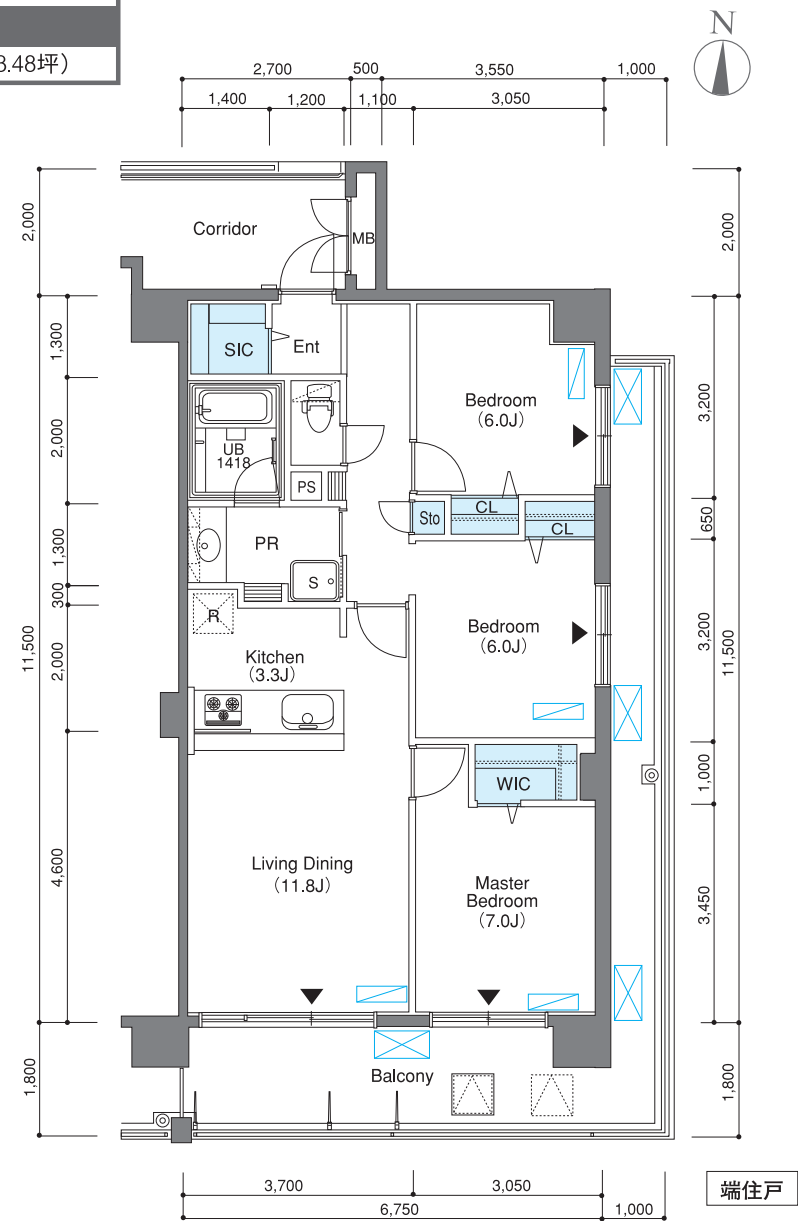 8.48坪）
N
2,700 500 3,550 1,000
1,400 1,200 1,100 3,050
2,000
Corridor
MB
2,000
1,300
SIC
Ent
Bedroom
（6.0J）
3,200
2,000
UB
1418
PS
Sto
CL
CL
650
1,300
PR
S
300
R
11,500
2,000
Kitchen
（3.3J）
Bedroom
（6.0J）
3,200
11,500
WIC
1,000
4,600
Living Dining
（11.8J）
Master
Bedroom
（7.0J）
3,450
1,800
Balcony
1,800
3,700 3,050
6,750 1,000
端住戸